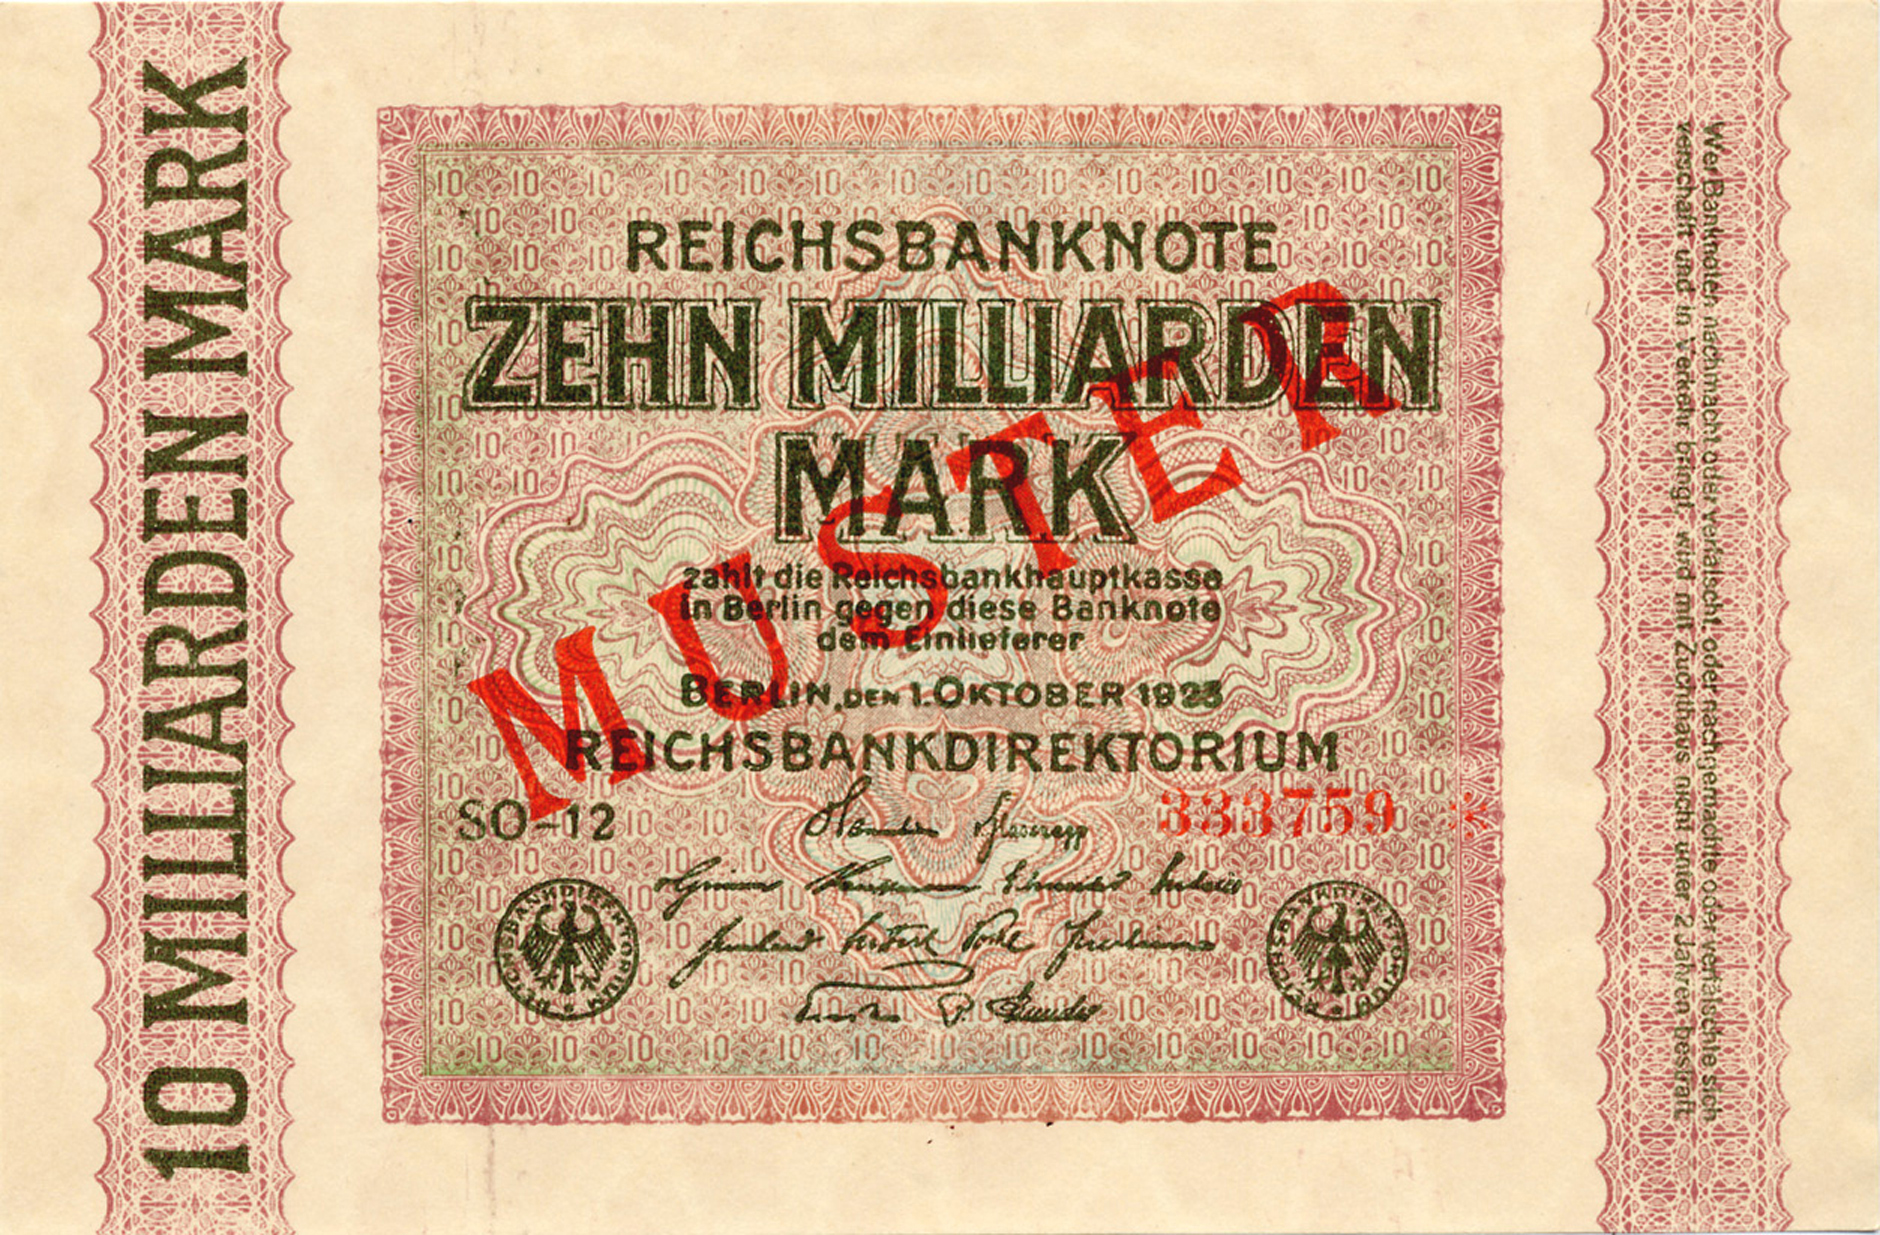 10 MILLIARDEN MARK
REICHSBANKNOTE
ZEHN MILLIARDEN
MARK
zahlt die Reichsbankhauptkasse
in Berlin gegen diese Banknote
dem Einlieferer
BERLIN, DEN 1. OKTOBER 1923
REICHSBANKDIREKTORIUM
SO-12
333759 *
REICHSBANKDIREKTORIUM
REICHSBANKDIREKTORIUM
MUSTER
Wer Banknoten nachmacht oder verfälscht, oder nachgemachte oder verfälschte sich
verschafft und in Verkehr bringt, wird mit Zuchthaus nicht unter 2 Jahren bestraft